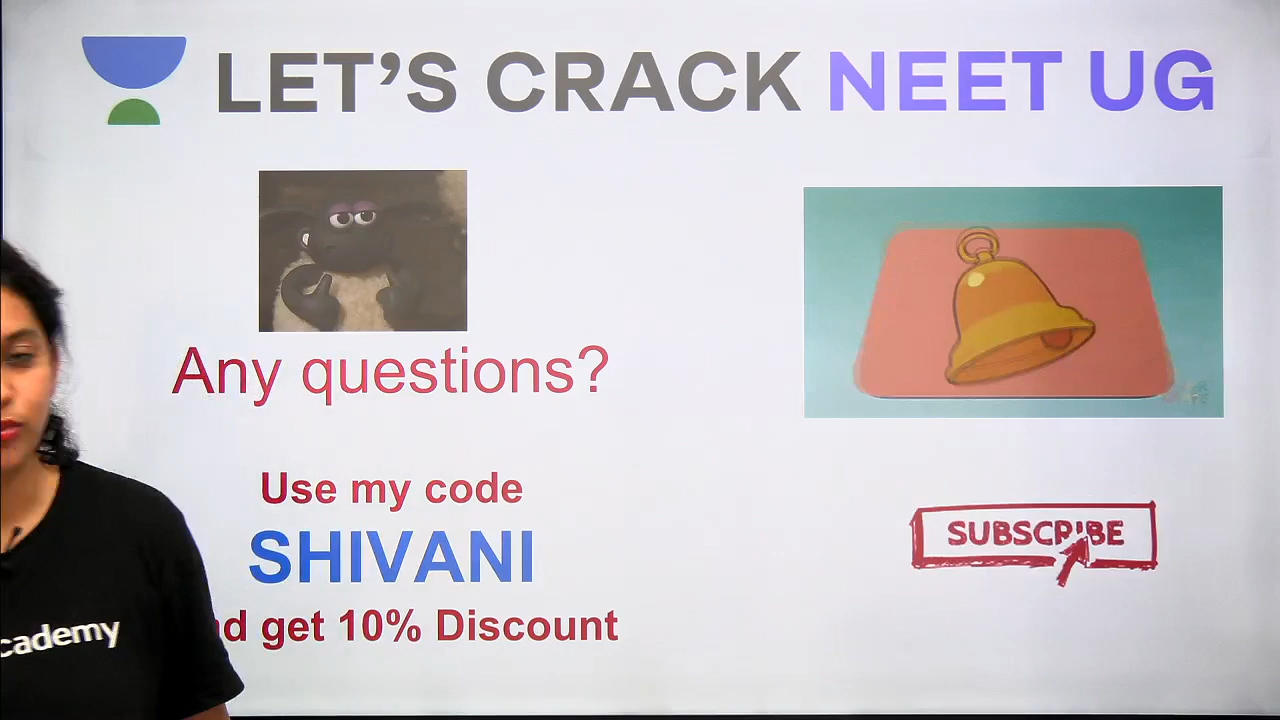 LET'S CRACK NEET UG
Any questions?
Use my code
SHIVANI
nd get 10% Discount
SUBSCRIBE
cademy